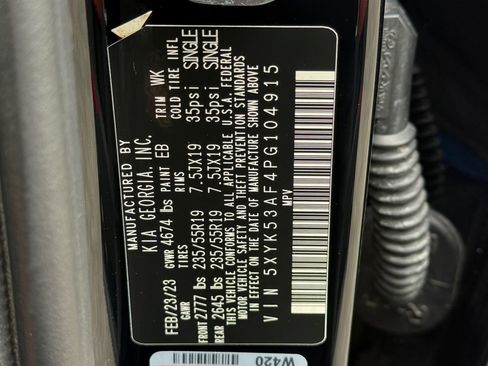 MANUFACTURED BY
KIA GEORGIA, INC.
FEB/23/23 GVWR 4674 lbs PAINT EB TRIM WK
GAWR TIRES RIMS COLD TIRE INFL
FRONT 2777 lbs 235/55R19 7.5JX19 35psi SINGLE
REAR 2645 lbs 235/55R19 7.5JX19 35psi SINGLE
THIS VEHICLE CONFORMS TO ALL APPLICABLE U.S.A. FEDERAL
MOTOR VEHICLE SAFETY AND THEFT PREVENTION STANDARDS
IN EFFECT ON THE DATE OF MANUFACTURE SHOWN ABOVE
VIN 5XYK53AF4PG104915
MPV
W420